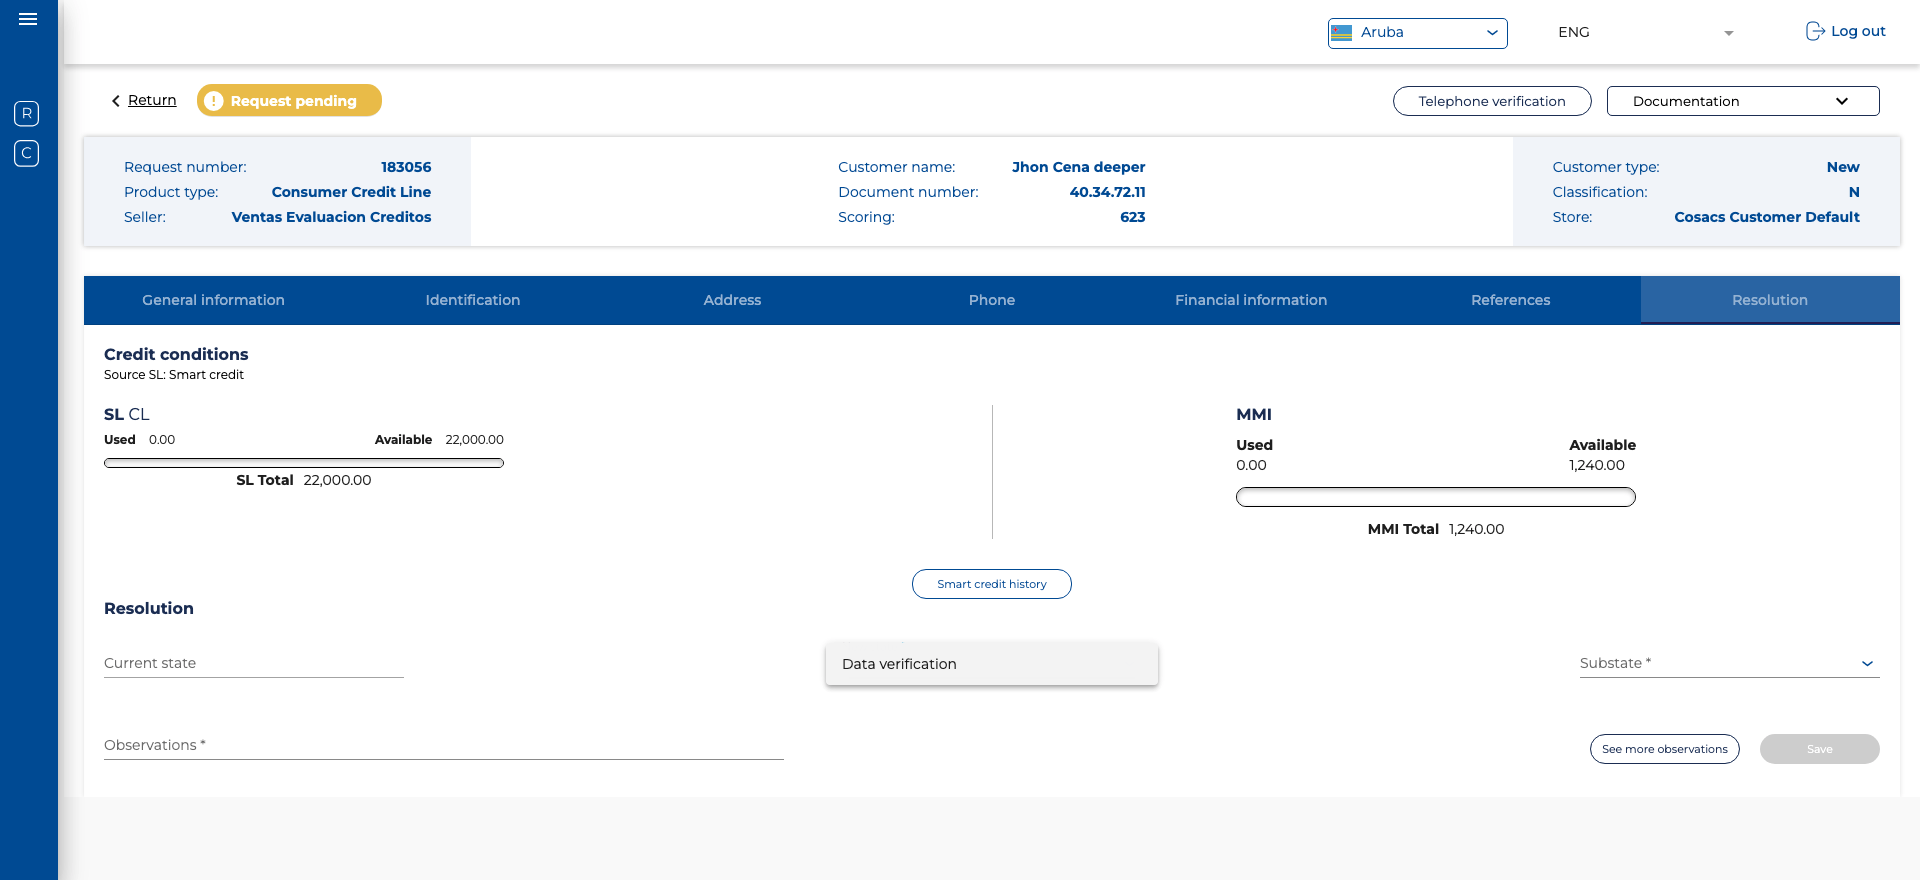 Aruba
ENG
Log out
R
C
Return
Request pending
Telephone verification
Documentation
Request number: 183056
Product type: Consumer Credit Line
Seller: Ventas Evaluacion Creditos
Customer name: Jhon Cena deeper
Document number: 40.34.72.11
Scoring: 623
Customer type: New
Classification: N
Store: Cosacs Customer Default
General information
Identification
Address
Phone
Financial information
References
Resolution
Credit conditions
Source SL: Smart credit
SL CL
Used 0.00 Available 22,000.00
SL Total 22,000.00
MMI
Used Available
0.00 1,240.00
MMI Total 1,240.00
Smart credit history
Resolution
Current state
Data verification
Substate *
Observations *
See more observations
Save